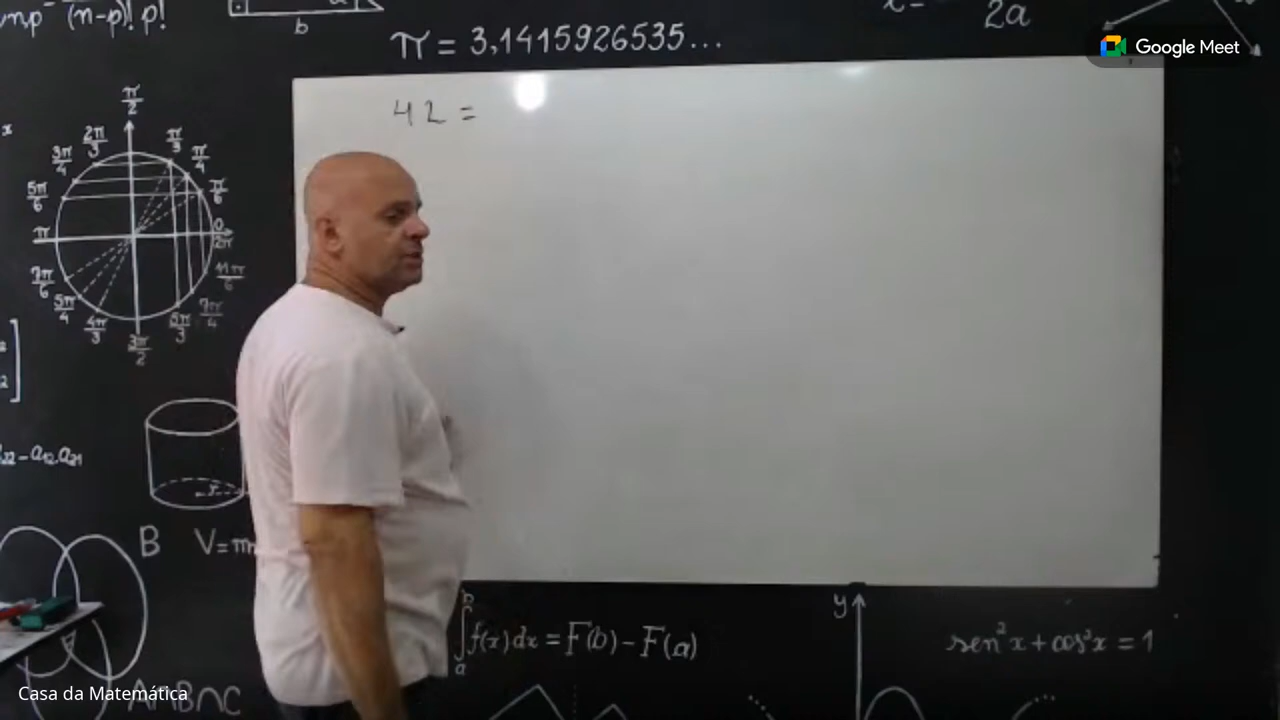 (n-p)! p!
b
2a
π = 3,1415926535...
Google Meet
42 =
π/2
2π/3
π/3
3π/4
π/4
5π/6
π/6
π
0
2π
7π/6
11π/6
5π/4
7π/4
4π/3
5π/3
3π/2
B
∫ₐᵇ f(x) dx = F(b) - F(a)
y
sen²x + cos²x = 1
Casa da Matemática
A∩B∩C